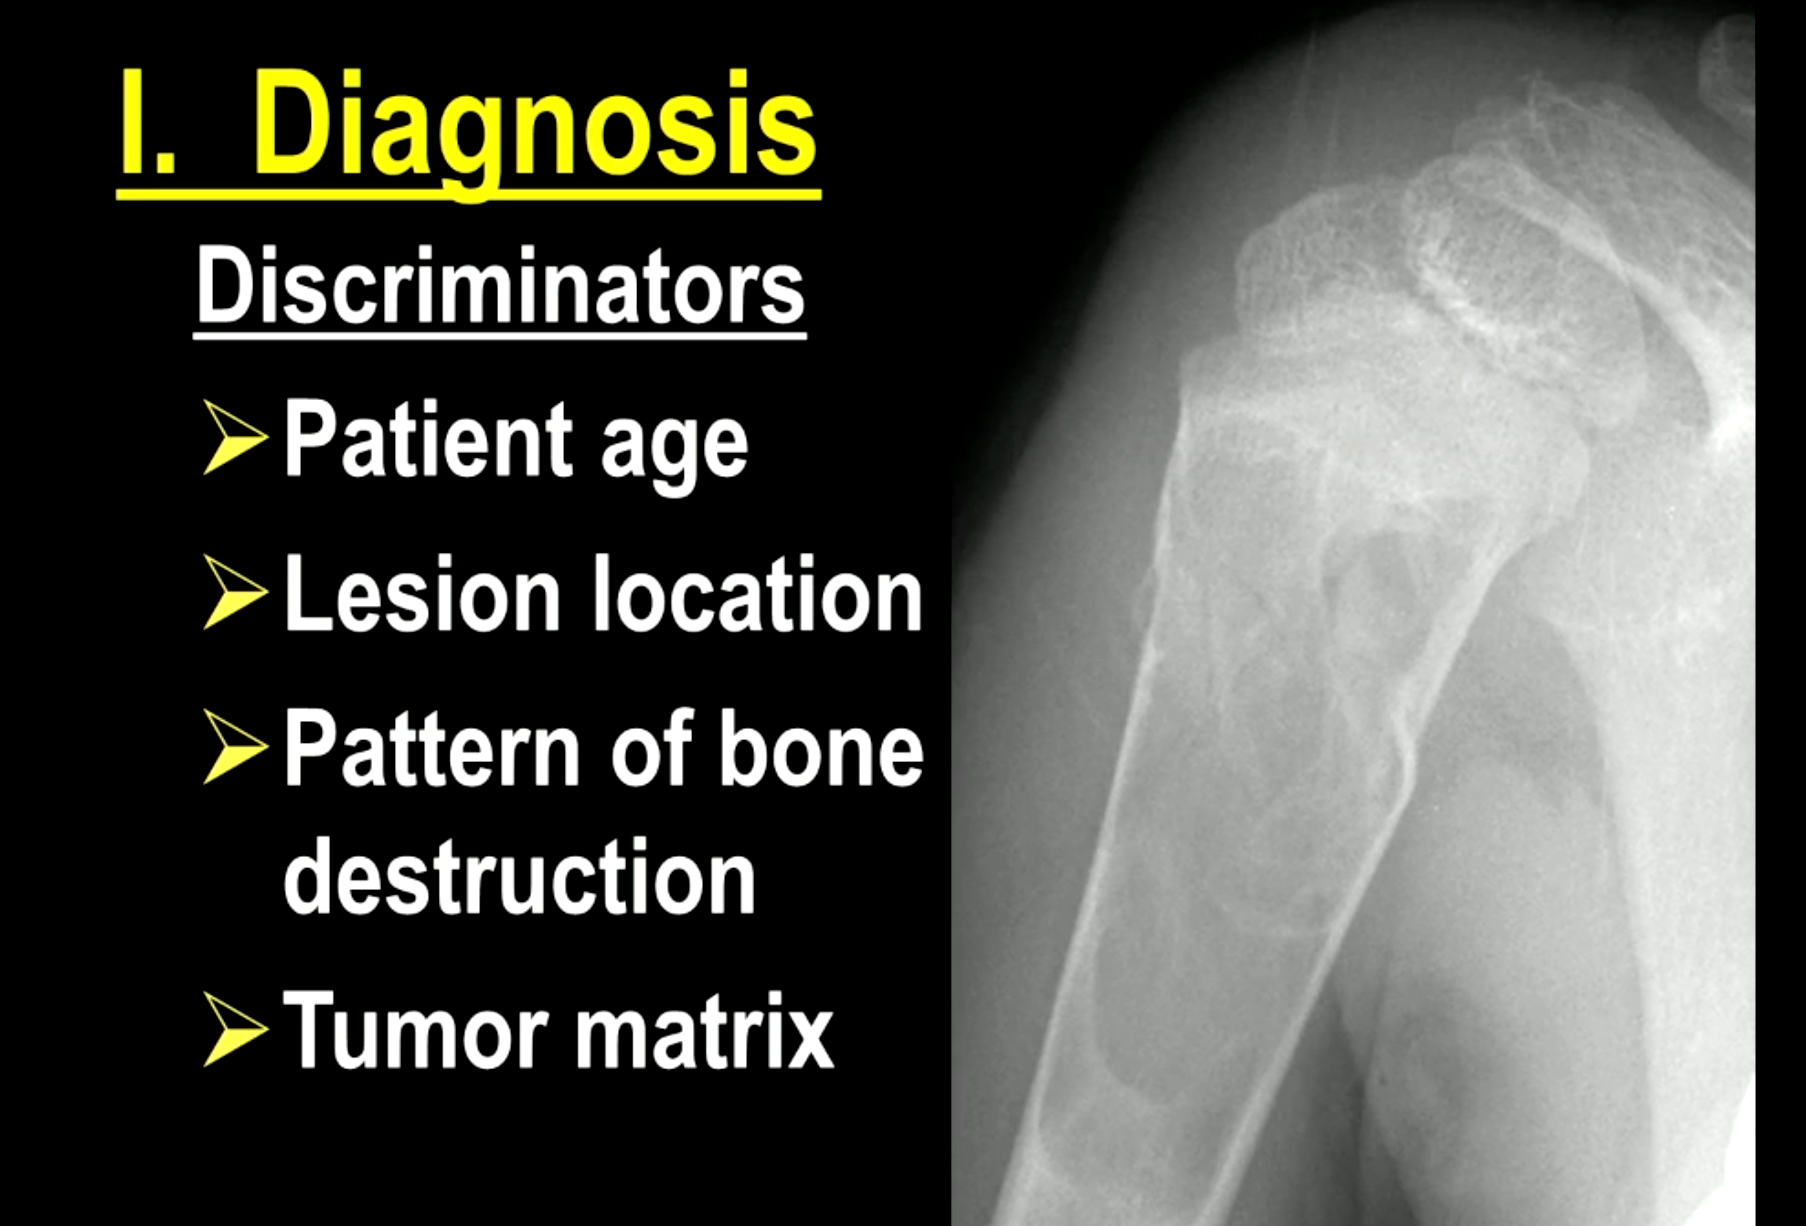 I. Diagnosis
Discriminators
Patient age
Lesion location
Pattern of bone
destruction
Tumor matrix